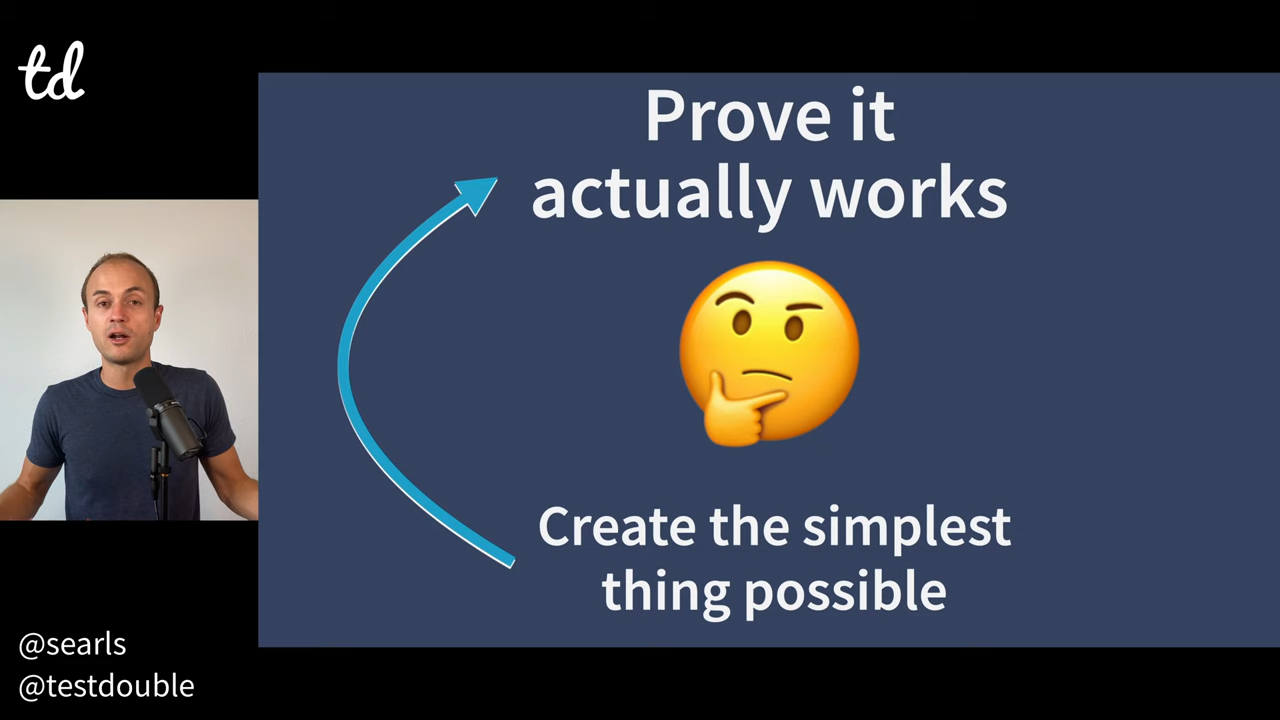 td
Prove it
actually works
Create the simplest
thing possible
@searls
@testdouble